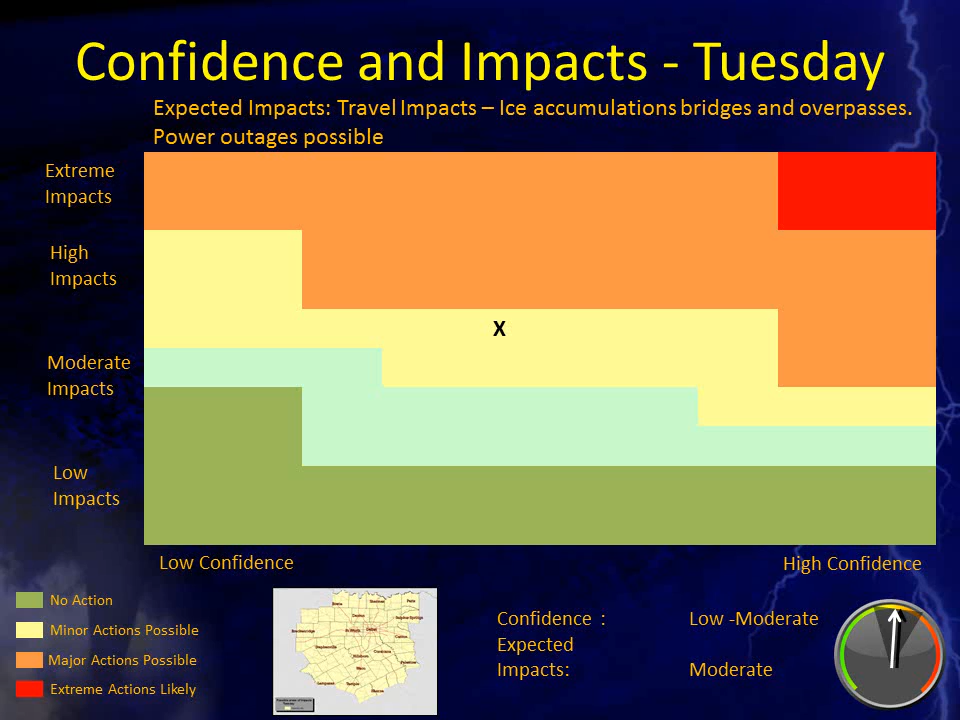 Confidence and Impacts - Tuesday
Expected Impacts: Travel Impacts – Ice accumulations bridges and overpasses.
Power outages possible
Extreme
Impacts
High
Impacts
X
Moderate
Impacts
Low
Impacts
Low Confidence
High Confidence
No Action
Minor Actions Possible
Major Actions Possible
Extreme Actions Likely
Confidence : Low -Moderate
Expected
Impacts: Moderate